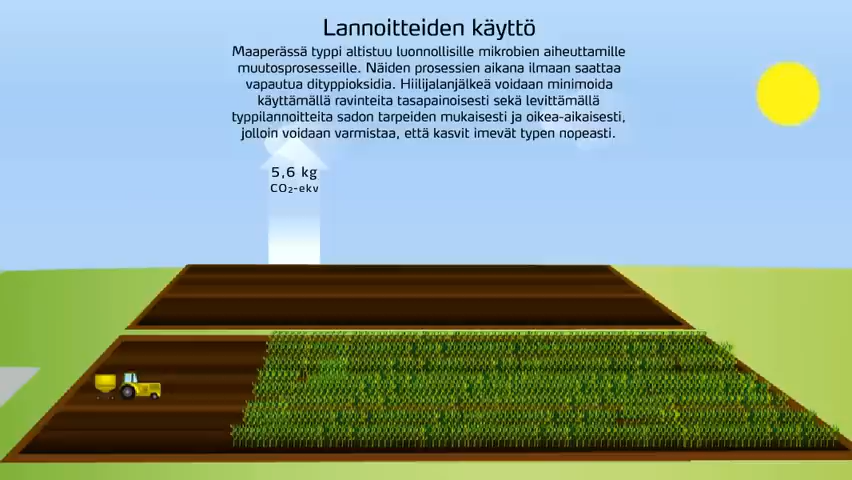 Lannoitteiden käyttö
Maaperässä typpi altistuu luonnollisille mikrobien aiheuttamille
muutosprosesseille. Näiden prosessien aikana ilmaan saattaa
vapautua dityppioksidia. Hiilijalanjälkeä voidaan minimoida
käyttämällä ravinteita tasapainoisesti sekä levittämällä
typpilannoitteita sadon tarpeiden mukaisesti ja oikea-aikaisesti,
jolloin voidaan varmistaa, että kasvit imevät typen nopeasti.
5,6 kg
CO₂-ekv